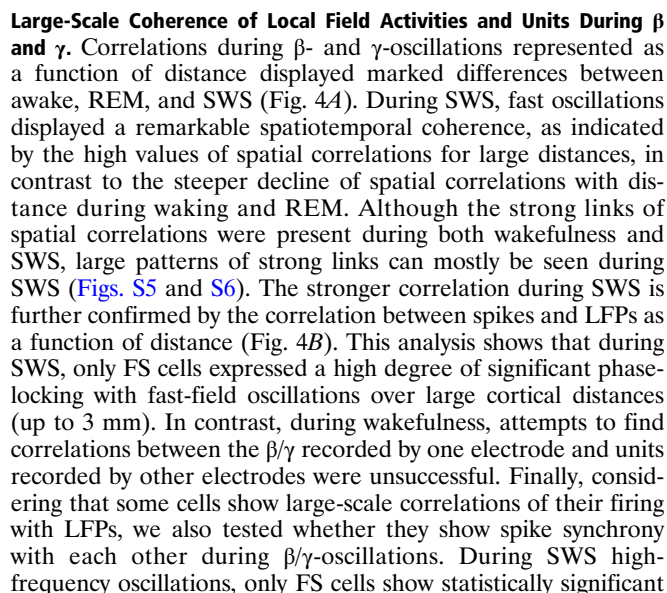 Large-Scale Coherence of Local Field Activities and Units During β
and γ. Correlations during β- and γ-oscillations represented as
a function of distance displayed marked differences between
awake, REM, and SWS (Fig. 4A). During SWS, fast oscillations
displayed a remarkable spatiotemporal coherence, as indicated
by the high values of spatial correlations for large distances, in
contrast to the steeper decline of spatial correlations with dis-
tance during waking and REM. Although the strong links of
spatial correlations were present during both wakefulness and
SWS, large patterns of strong links can mostly be seen during
SWS (Figs. S5 and S6). The stronger correlation during SWS is
further confirmed by the correlation between spikes and LFPs as
a function of distance (Fig. 4B). This analysis shows that during
SWS, only FS cells expressed a high degree of significant phase-
locking with fast-field oscillations over large cortical distances
(up to 3 mm). In contrast, during wakefulness, attempts to find
correlations between the β/γ recorded by one electrode and units
recorded by other electrodes were unsuccessful. Finally, consid-
ering that some cells show large-scale correlations of their firing
with LFPs, we also tested whether they show spike synchrony
with each other during β/γ-oscillations. During SWS high-
frequency oscillations, only FS cells show statistically significant